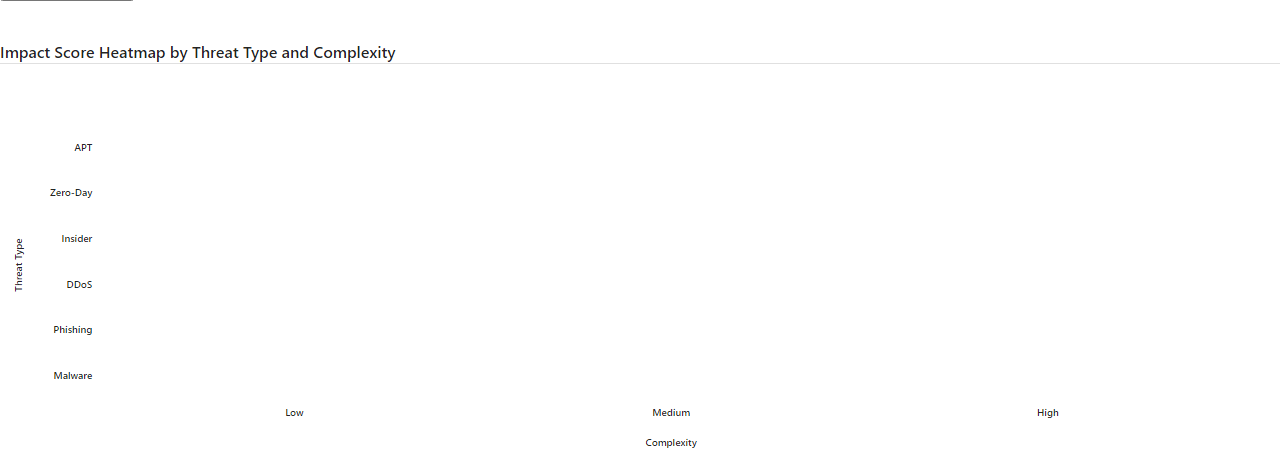 Impact Score Heatmap by Threat Type and Complexity
APT
Zero-Day
Insider
DDoS
Phishing
Malware
Threat Type
Low Medium High
Complexity